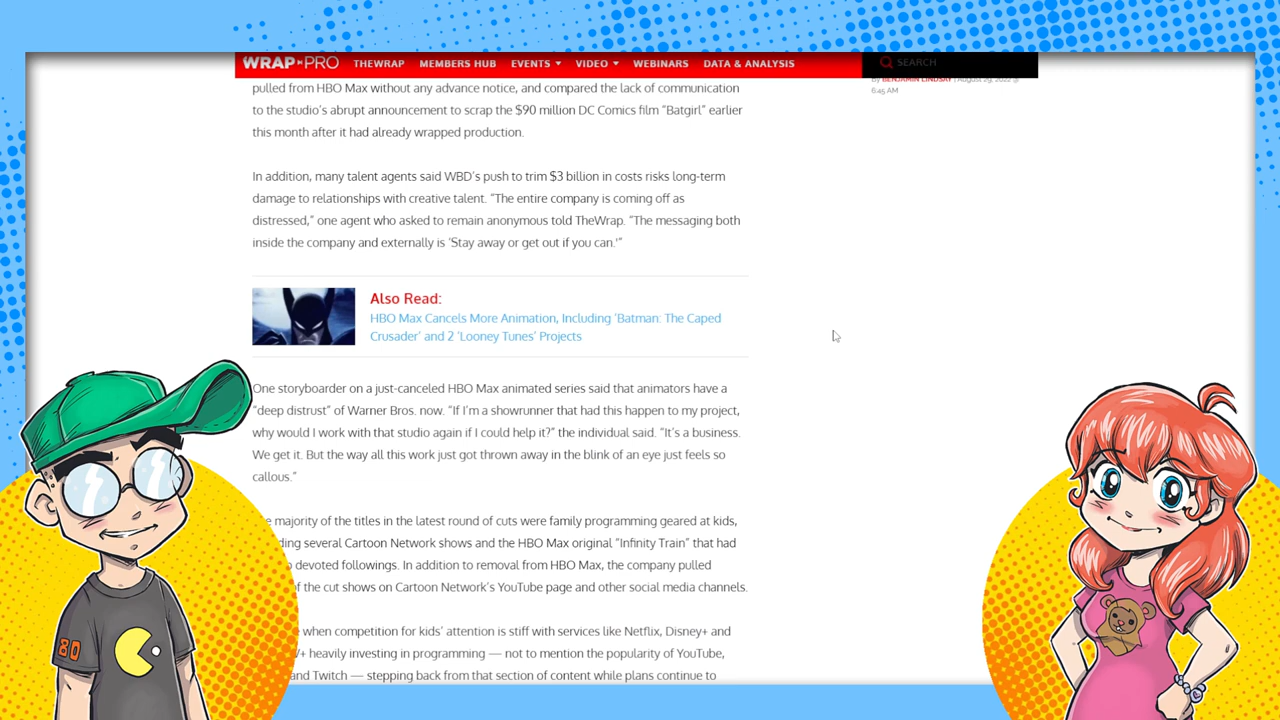 WRAP PRO THEWRAP MEMBERS HUB EVENTS VIDEO WEBINARS DATA & ANALYSIS SEARCH
By BENJAMIN LINDSAY | August 29, 2022 @
6:45 AM
pulled from HBO Max without any advance notice, and compared the lack of communication
to the studio’s abrupt announcement to scrap the $90 million DC Comics film “Batgirl” earlier
this month after it had already wrapped production.
In addition, many talent agents said WBD’s push to trim $3 billion in costs risks long-term
damage to relationships with creative talent. “The entire company is coming off as
distressed,” one agent who asked to remain anonymous told TheWrap. “The messaging both
inside the company and externally is ‘Stay away or get out if you can.’”
Also Read:
HBO Max Cancels More Animation, Including ‘Batman: The Caped
Crusader’ and 2 ‘Looney Tunes’ Projects
One storyboarder on a just-canceled HBO Max animated series said that animators have a
“deep distrust” of Warner Bros. now. “If I’m a showrunner that had this happen to my project,
why would I work with that studio again if I could help it?” the individual said. “It’s a business.
We get it. But the way all this work just got thrown away in the blink of an eye just feels so
callous.”
majority of the titles in the latest round of cuts were family programming geared at kids,
several Cartoon Network shows and the HBO Max original “Infinity Train” that had
devoted followings. In addition to removal from HBO Max, the company pulled
of the cut shows on Cartoon Network’s YouTube page and other social media channels.
when competition for kids’ attention is stiff with services like Netflix, Disney+ and
heavily investing in programming — not to mention the popularity of YouTube,
and Twitch — stepping back from that section of content while plans continue to
80